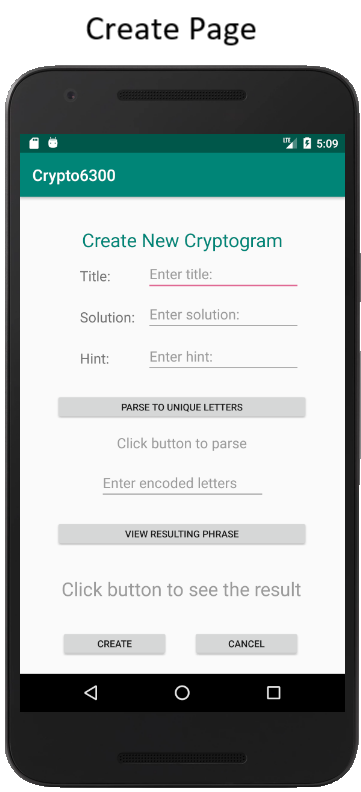 Create Page
LTE 5:09
Crypto6300
Create New Cryptogram
Title: Enter title:
Solution: Enter solution:
Hint: Enter hint:
PARSE TO UNIQUE LETTERS
Click button to parse
Enter encoded letters
VIEW RESULTING PHRASE
Click button to see the result
CREATE CANCEL